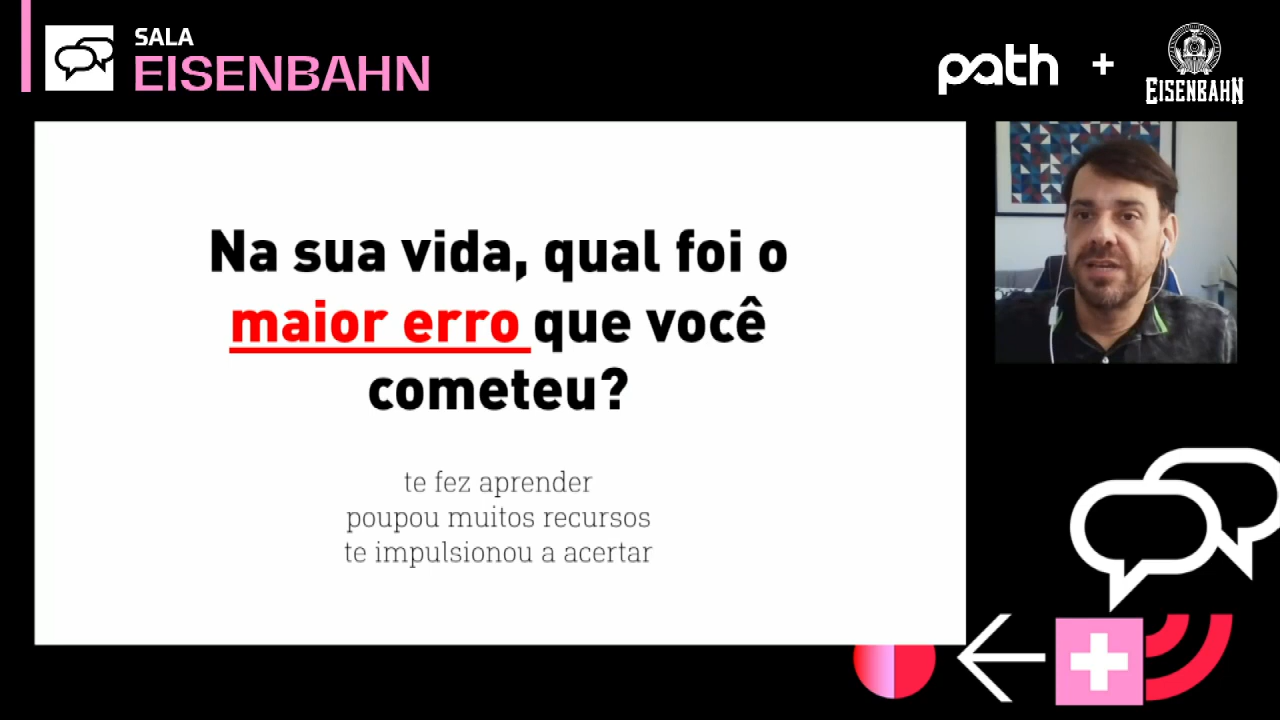 SALA
EISENBAHN
path + EISENBAHN
Na sua vida, qual foi o
maior erro que você
cometeu?
te fez aprender
poupou muitos recursos
te impulsionou a acertar